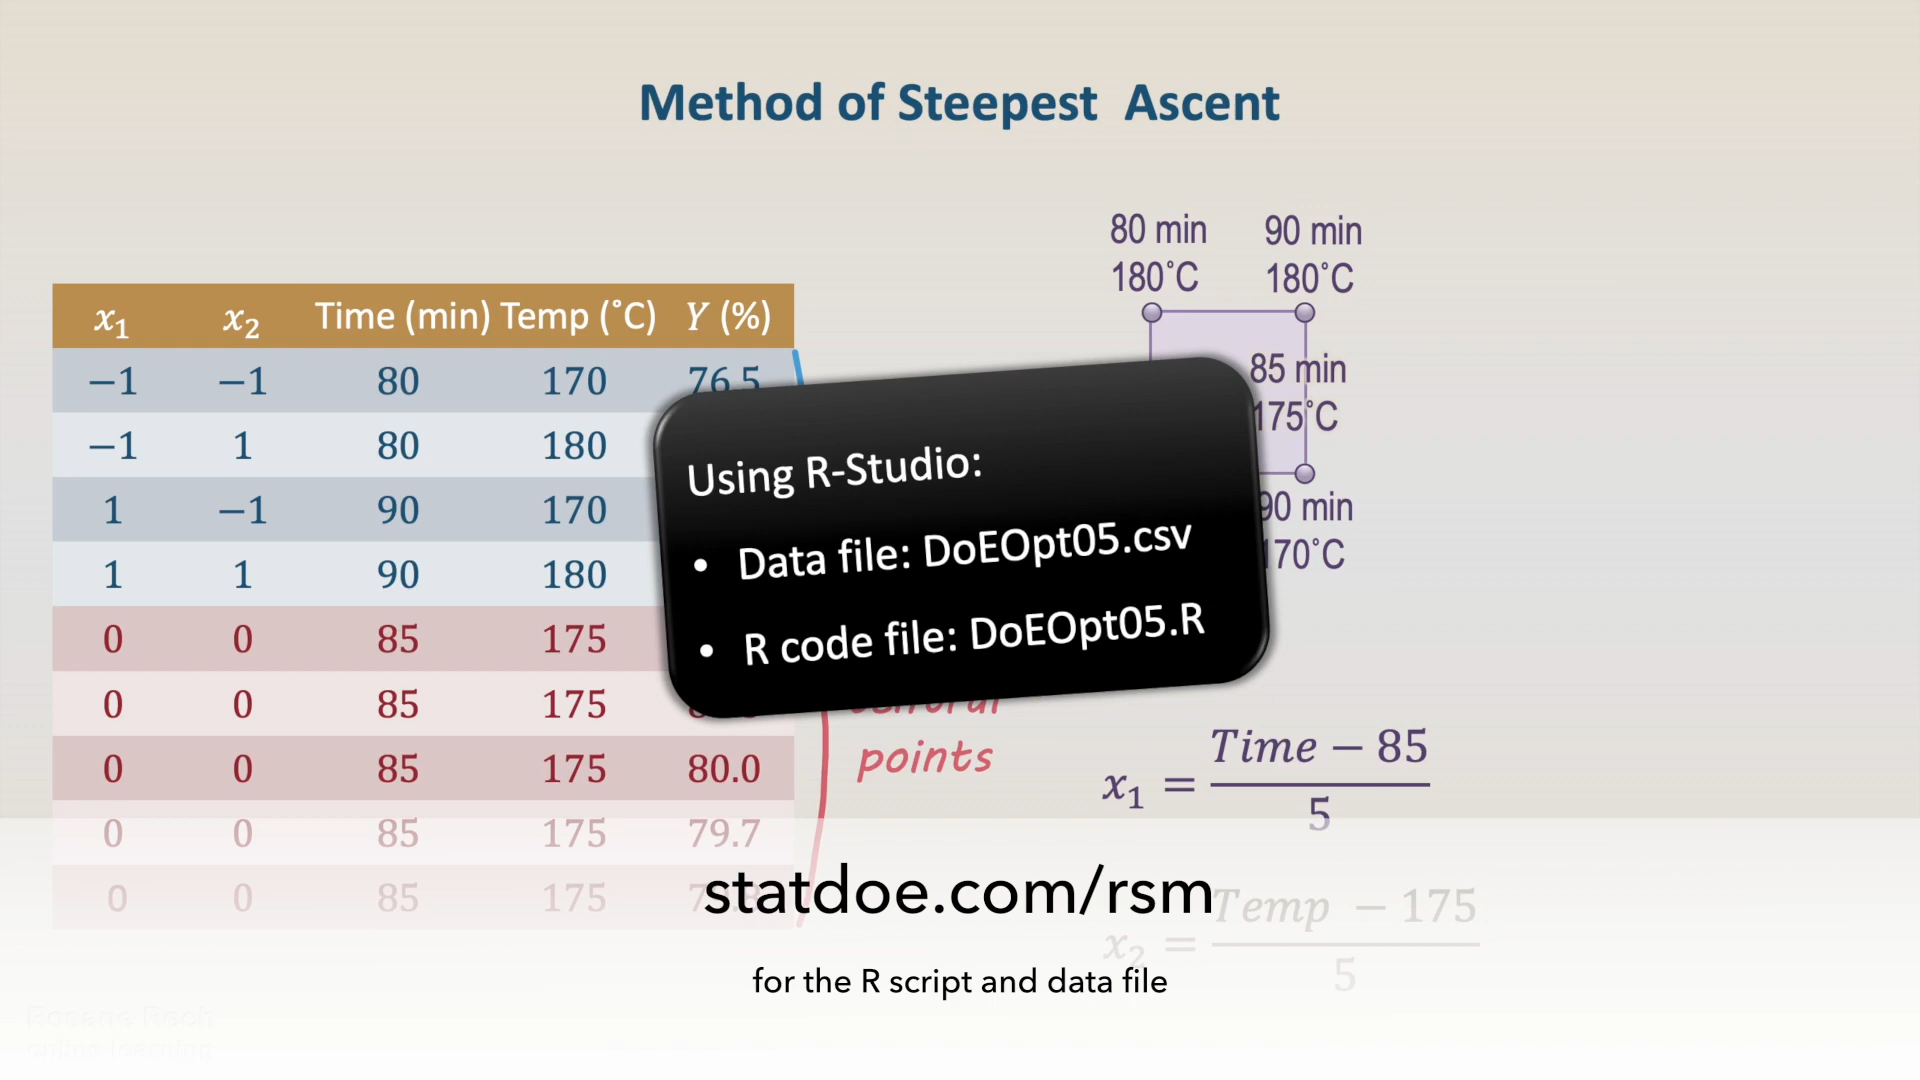 Method of Steepest Ascent
x₁ x₂ Time (min) Temp (˚C) Y (%)
−1 −1 80 170 76.5
−1 1 80 180
1 −1 90 170
1 1 90 180
0 0 85 175
0 0 85 175
0 0 85 175 80.0
0 0 85 175 79.7
0 0 85 175
points
80 min
180˚C
90 min
180˚C
85 min
175˚C
90 min
170˚C
Using R-Studio:
• Data file: DoEOpt05.csv
• R code file: DoEOpt05.R
x₁ = (Time − 85) / 5
x₂ = (Temp − 175) / 5
statdoe.com/rsm
for the R script and data file
Rosane Rech
online learning